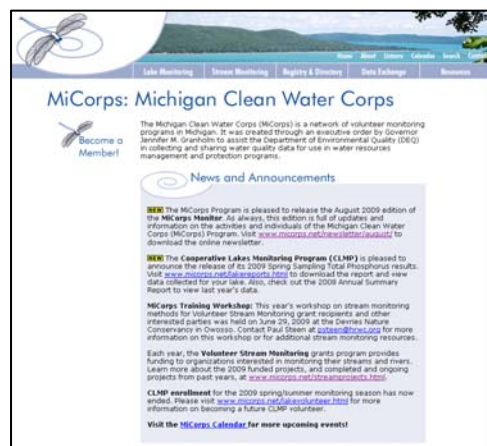 Home About Listserv Calendar Search Contact
Lake Monitoring Stream Monitoring Registry & Directory Data Exchange Resources
MiCorps: Michigan Clean Water Corps
Become a
Member!
The Michigan Clean Water Corps (MiCorps) is a network of volunteer monitoring
programs in Michigan. It was created through an executive order by Governor
Jennifer M. Granholm to assist the Department of Environmental Quality (DEQ)
in collecting and sharing water quality data for use in water resources
management and protection programs.
News and Announcements
NEW The MiCorps Program is pleased to release the August 2009 edition of
the MiCorps Monitor. As always, this edition is full of updates and
information on the activities and individuals of the Michigan Clean Water
Corps (MiCorps) Program. Visit www.micorps.net/newsletter/august/ to
download the online newsletter.
NEW The Cooperative Lakes Monitoring Program (CLMP) is pleased to
announce the release of its 2009 Spring Sampling Total Phosphorus results.
Visit www.micorps.net/lakereports.html to download the report and view
data collected for your lake. Also, check out the 2008 Annual Summary
Report to view last year's data.
MiCorps Training Workshop: This year's workshop on stream monitoring
methods for Volunteer Stream Monitoring grant recipients and other
interested parties was held on June 29, 2009 at the Devries Nature
Conservancy in Owosso. Contact Paul Steen at psteen@hrwc.org for more
information on this workshop or for additional stream monitoring resources.
Each year, the Volunteer Stream Monitoring grants program provides
funding to organizations interested in monitoring their streams and rivers.
Learn more about the 2009 funded projects, and completed and ongoing
projects from past years, at www.micorps.net/streamprojects.html.
CLMP enrollment for the 2009 spring/summer monitoring season has now
ended. Please visit www.micorps.net/lakevolunteer.html for more
information on becoming a future CLMP volunteer.
Visit the MiCorps Calendar for more upcoming events!